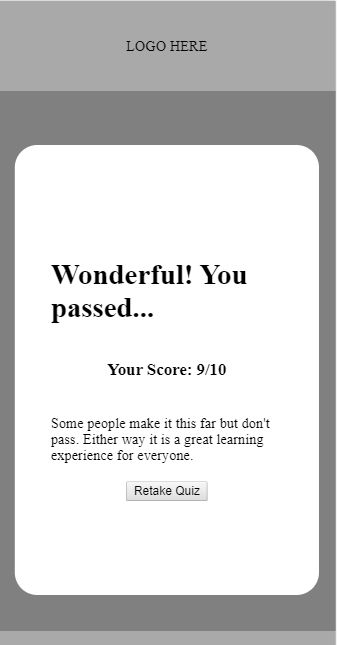 LOGO HERE
Wonderful! You
passed...
Your Score: 9/10
Some people make it this far but don't
pass. Either way it is a great learning
experience for everyone.
Retake Quiz